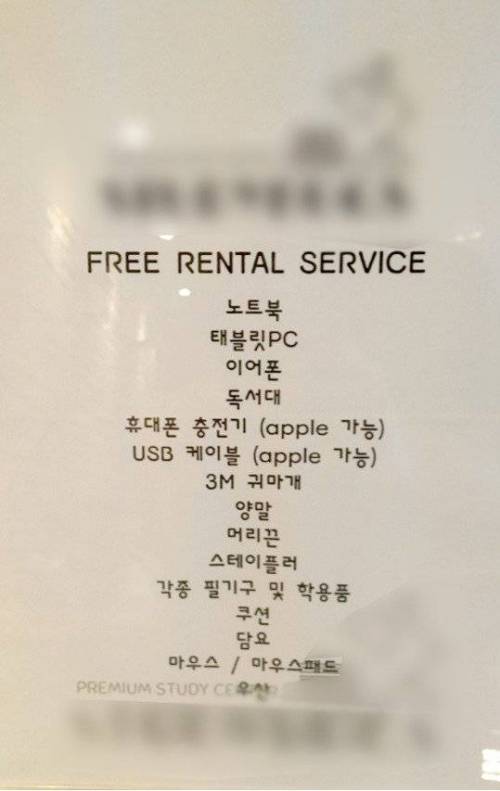 FREE RENTAL SERVICE
노트북
태블릿PC
이어폰
독서대
휴대폰 충전기 (apple 가능)
USB 케이블 (apple 가능)
3M 귀마개
양말
머리끈
스테이플러
각종 필기구 및 학용품
쿠션
담요
마우스 / 마우스패드
우산
PREMIUM STUDY